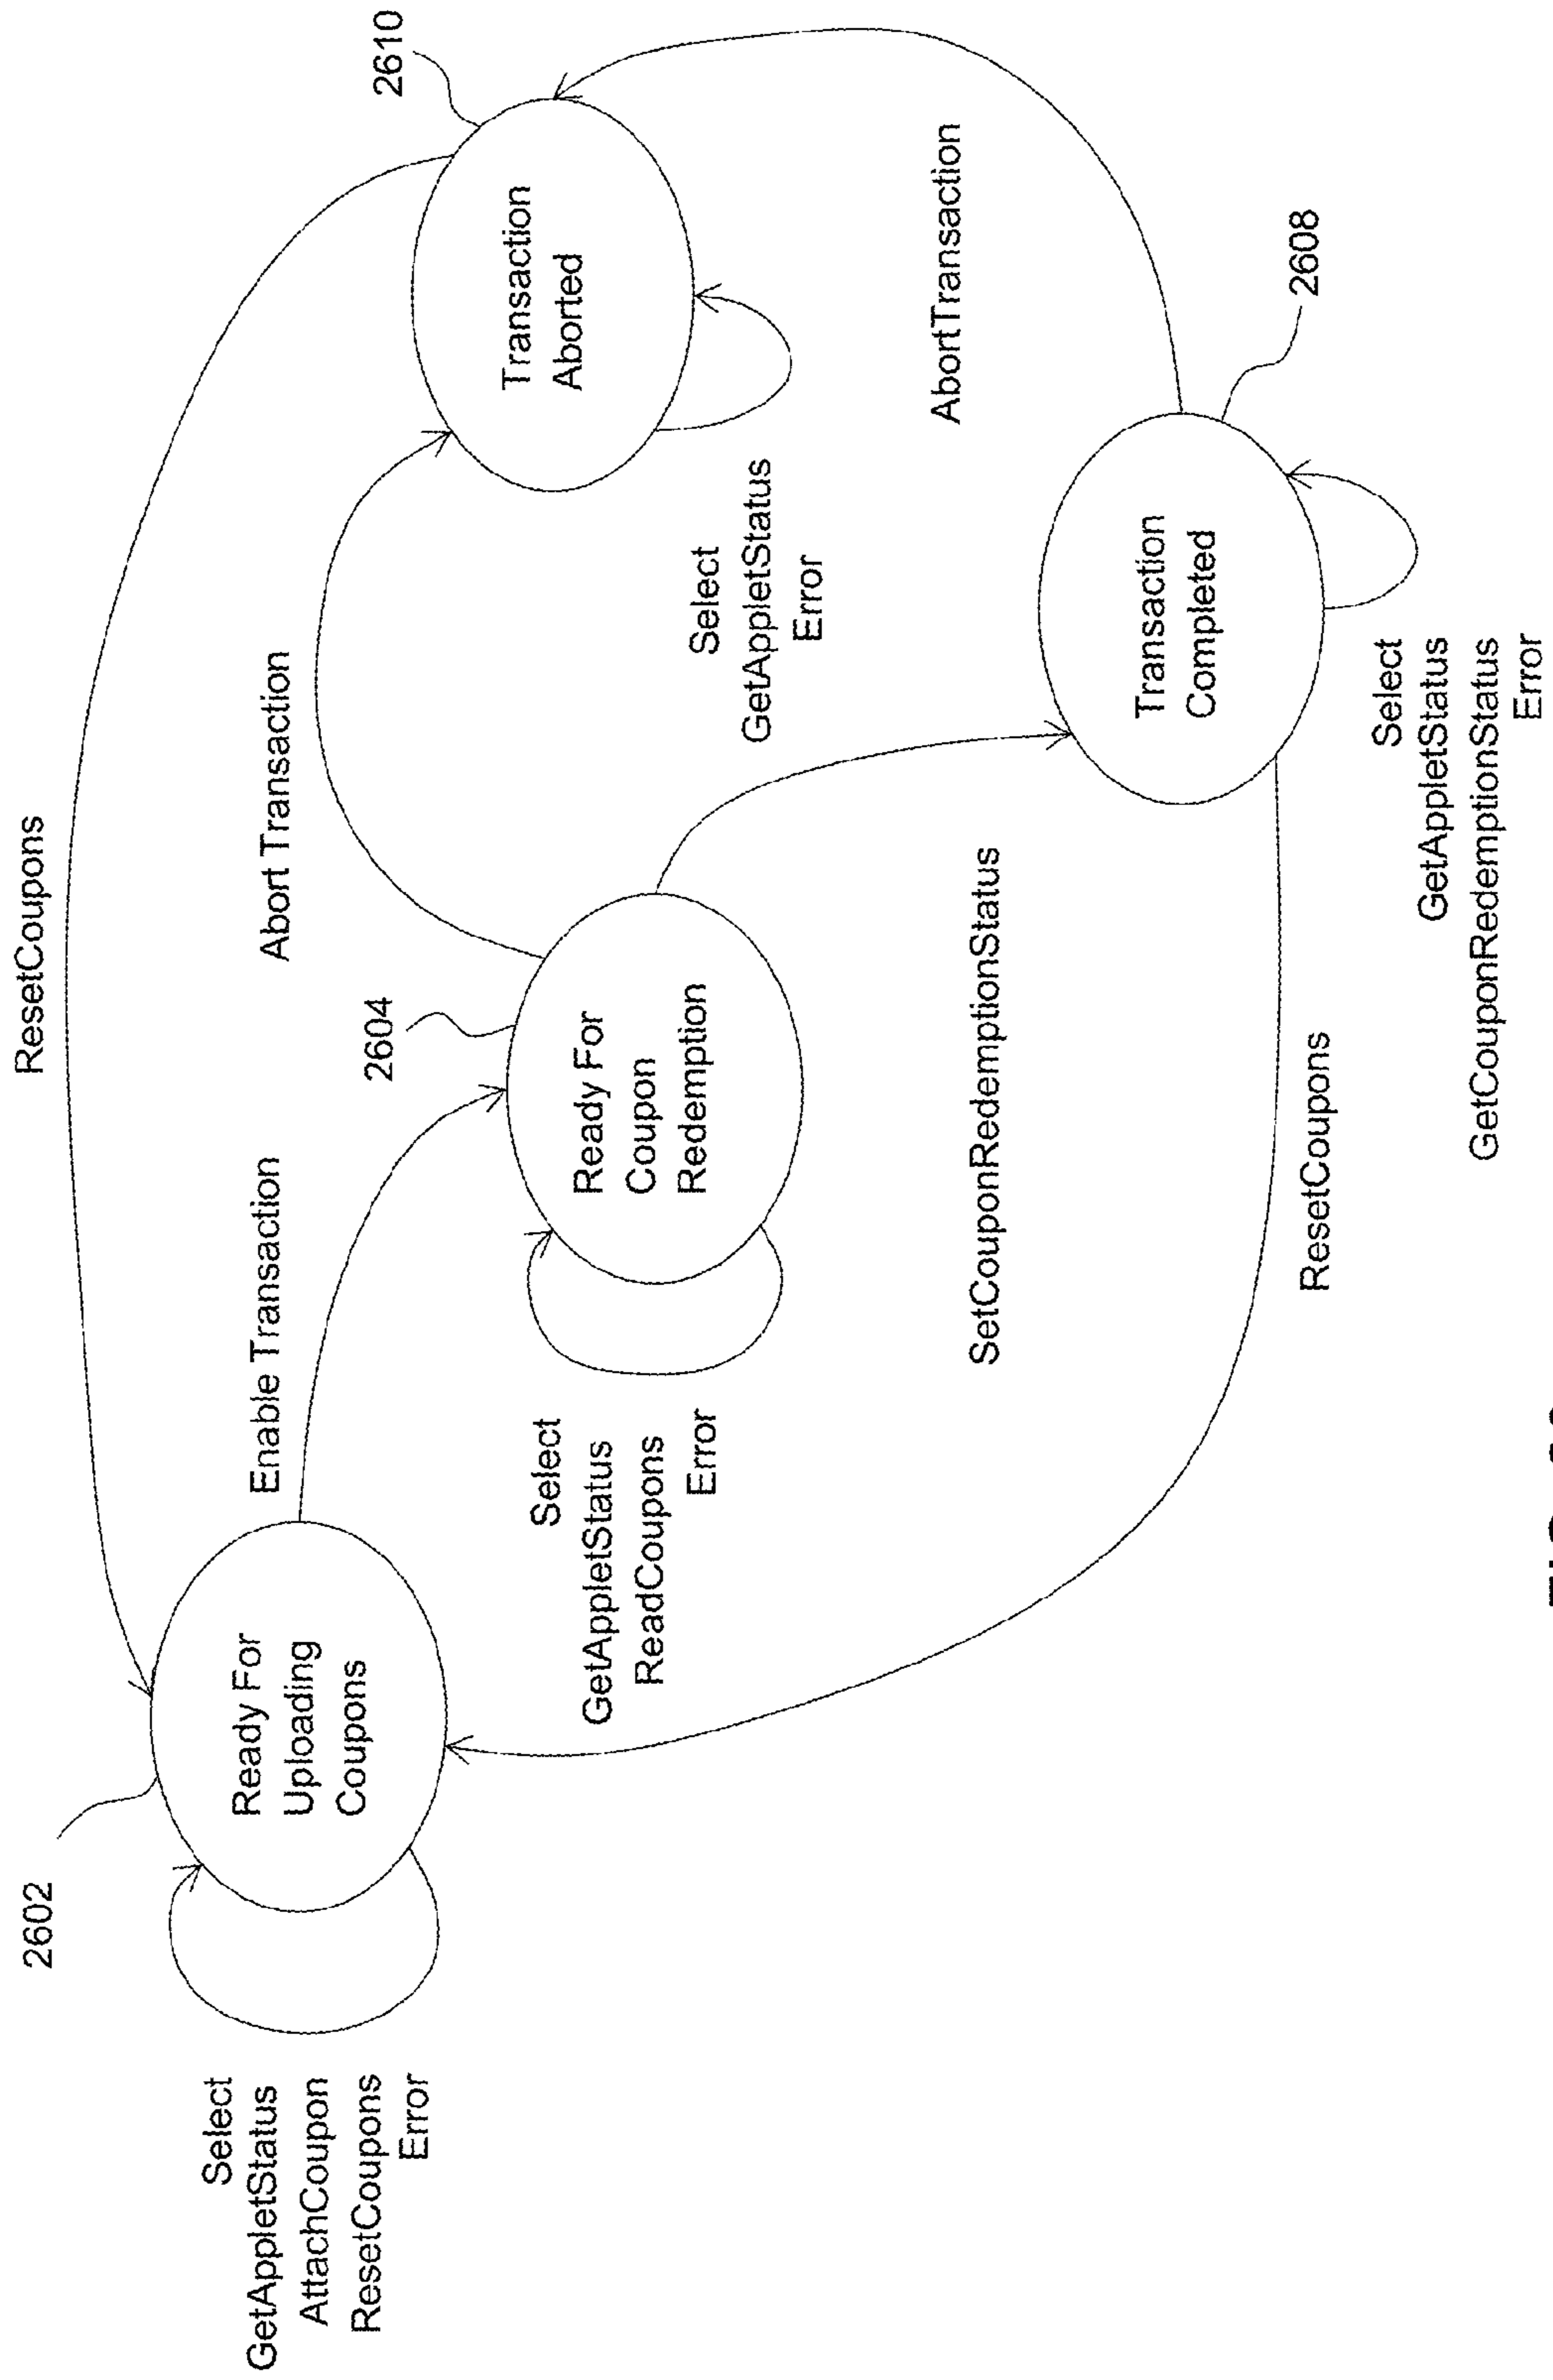 2602
Ready For
Uploading
Coupons
Select
GetAppletStatus
AttachCoupon
ResetCoupons
Error
ResetCoupons
Enable Transaction
2604
Ready For
Coupon
Redemption
Select
GetAppletStatus
ReadCoupons
Error
Abort Transaction
2610
Transaction
Aborted
Select
GetAppletStatus
Error
AbortTransaction
SetCouponRedemptionStatus
2608
Transaction
Completed
ResetCoupons
Select
GetAppletStatus
GetCouponRedemptionStatus
Error